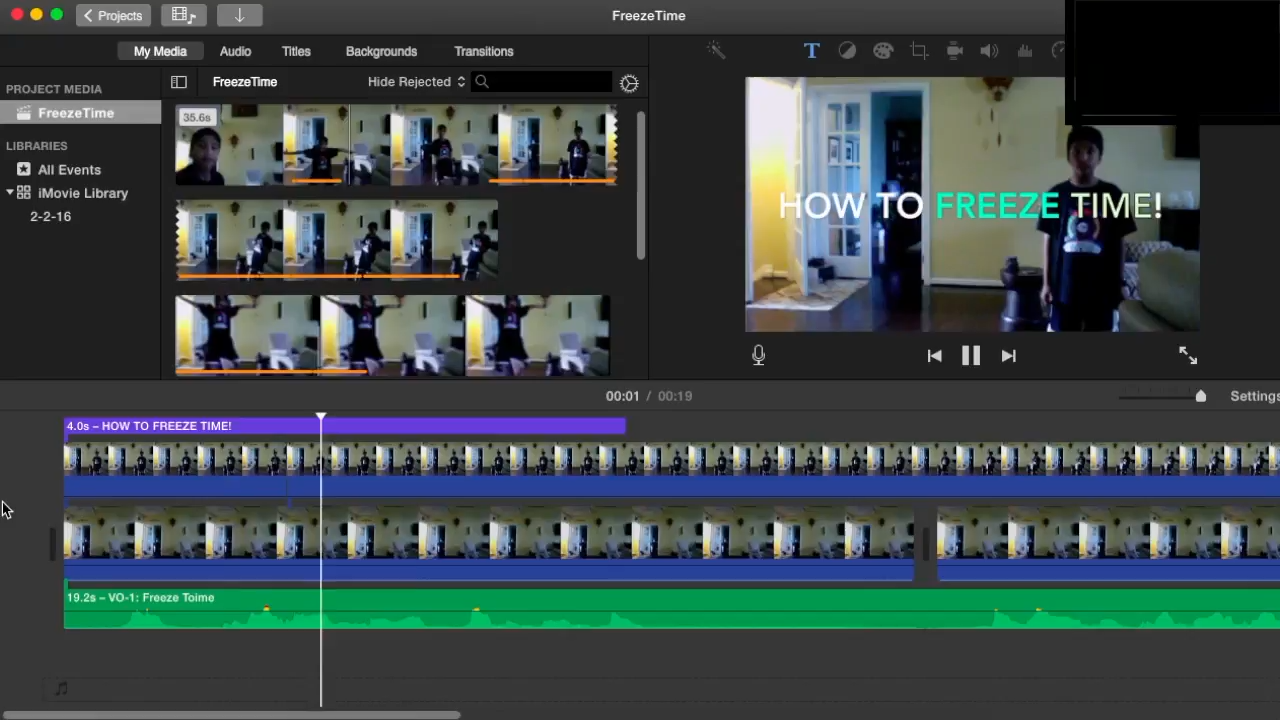 Projects
FreezeTime
My Media
Audio
Titles
Backgrounds
Transitions
PROJECT MEDIA
FreezeTime
LIBRARIES
All Events
iMovie Library
2-2-16
FreezeTime
Hide Rejected
35.6s
T
HOW TO FREEZE TIME!
00:01 / 00:19
Settings
4.0s – HOW TO FREEZE TIME!
19.2s – VO-1: Freeze Toime